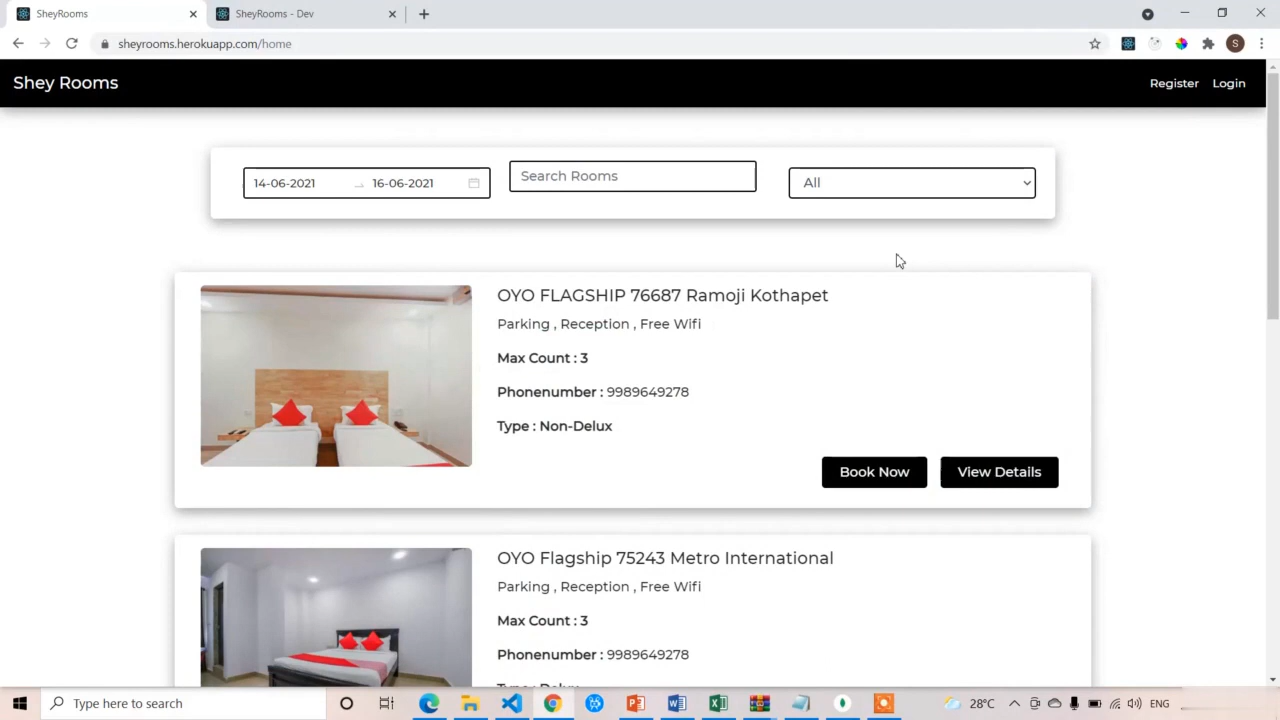 SheyRooms
SheyRooms - Dev
sheyrooms.herokuapp.com/home
S
Shey Rooms
Register
Login
14-06-2021
16-06-2021
Search Rooms
All
OYO FLAGSHIP 76687 Ramoji Kothapet
Parking , Reception , Free Wifi
Max Count : 3
Phonenumber : 9989649278
Type : Non-Delux
Book Now
View Details
OYO Flagship 75243 Metro International
Parking , Reception , Free Wifi
Max Count : 3
Phonenumber : 9989649278
Type here to search
28°C
ENG